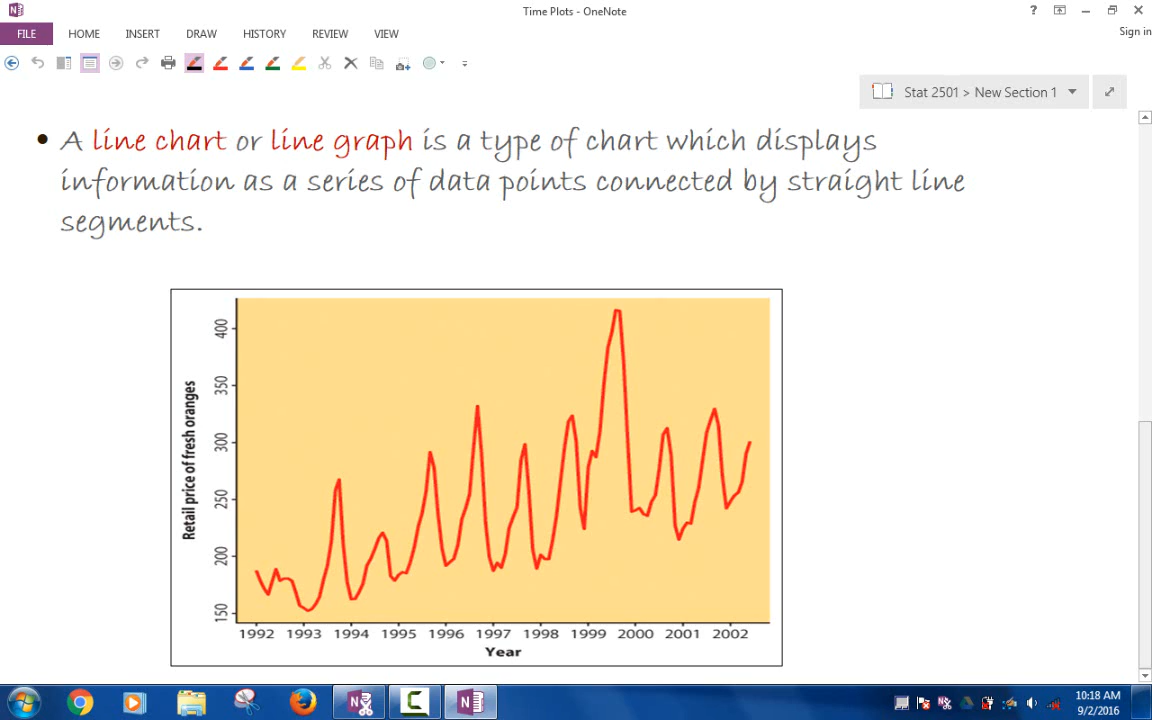 Time Plots - OneNote
?
FILE HOME INSERT DRAW HISTORY REVIEW VIEW
Sign in
Stat 2501 > New Section 1
• A line chart or line graph is a type of chart which displays
information as a series of data points connected by straight line
segments.
Retail price of fresh oranges
400
350
300
250
200
150
1992 1993 1994 1995 1996 1997 1998 1999 2000 2001 2002
Year
10:18 AM
9/2/2016